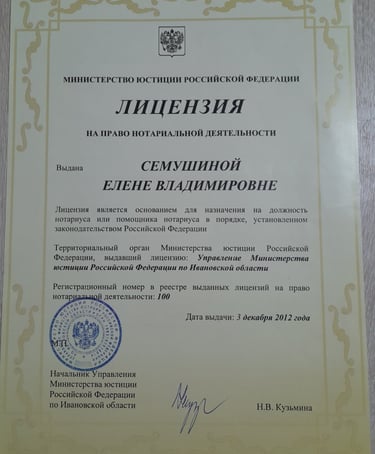 МИНИСТЕРСТВО ЮСТИЦИИ РОССИЙСКОЙ ФЕДЕРАЦИИ
ЛИЦЕНЗИЯ
НА ПРАВО НОТАРИАЛЬНОЙ ДЕЯТЕЛЬНОСТИ
Выдана СЕМУШИНОЙ
ЕЛЕНЕ ВЛАДИМИРОВНЕ
Лицензия является основанием для назначения на должность
нотариуса или помощника нотариуса в порядке, установленном
законодательством Российской Федерации
Территориальный орган Министерства юстиции Российской
Федерации, выдавший лицензию: Управление Министерства
юстиции Российской Федерации по Ивановской области
Регистрационный номер в реестре выданных лицензий на право
нотариальной деятельности: 100
Дата выдачи: 3 декабря 2012 года
М.П.
Начальник Управления
Министерства юстиции
Российской Федерации
по Ивановской области
Н.В. Кузьмина